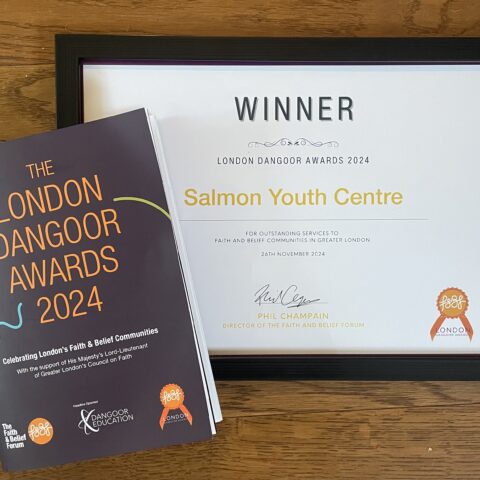 WINNER
LONDON DANGOOR AWARDS 2024
Salmon Youth Centre
FOR OUTSTANDING SERVICES TO
FAITH AND BELIEF COMMUNITIES IN GREATER LONDON
26TH NOVEMBER 2024
PHIL CHAMPAIN
DIRECTOR OF THE FAITH AND BELIEF FORUM
LONDON
THE
LONDON
DANGOOR
AWARDS
2024
Celebrating London's Faith & Belief Communities
With the support of His Majesty's Lord-Lieutenant
of Greater London's Council on Faith
The
Faith
& Belief
Forum
DANGOOR
EDUCATION
LONDON